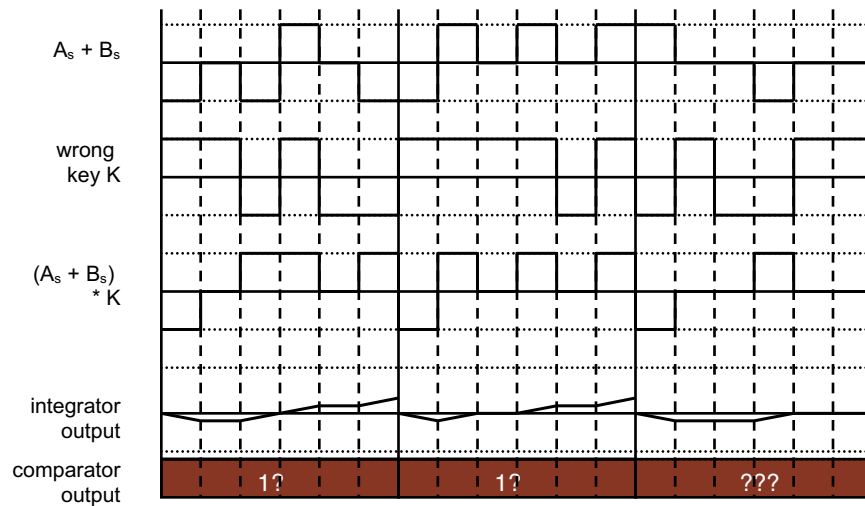 Aₛ + Bₛ
wrong
key K
(Aₛ + Bₛ)
* K
integrator
output
comparator
output
1?
1?
???